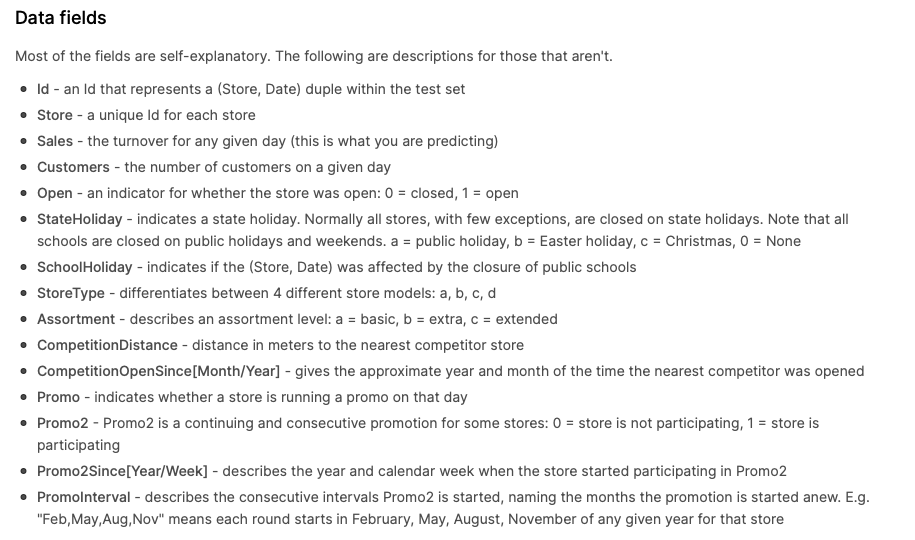 Data fields
Most of the fields are self-explanatory. The following are descriptions for those that aren't.
• Id - an Id that represents a (Store, Date) duple within the test set
• Store - a unique Id for each store
• Sales - the turnover for any given day (this is what you are predicting)
• Customers - the number of customers on a given day
• Open - an indicator for whether the store was open: 0 = closed, 1 = open
• StateHoliday - indicates a state holiday. Normally all stores, with few exceptions, are closed on state holidays. Note that all
schools are closed on public holidays and weekends. a = public holiday, b = Easter holiday, c = Christmas, 0 = None
• SchoolHoliday - indicates if the (Store, Date) was affected by the closure of public schools
• StoreType - differentiates between 4 different store models: a, b, c, d
• Assortment - describes an assortment level: a = basic, b = extra, c = extended
• CompetitionDistance - distance in meters to the nearest competitor store
• CompetitionOpenSince[Month/Year] - gives the approximate year and month of the time the nearest competitor was opened
• Promo - indicates whether a store is running a promo on that day
• Promo2 - Promo2 is a continuing and consecutive promotion for some stores: 0 = store is not participating, 1 = store is
participating
• Promo2Since[Year/Week] - describes the year and calendar week when the store started participating in Promo2
• PromoInterval - describes the consecutive intervals Promo2 is started, naming the months the promotion is started anew. E.g.
"Feb,May,Aug,Nov" means each round starts in February, May, August, November of any given year for that store